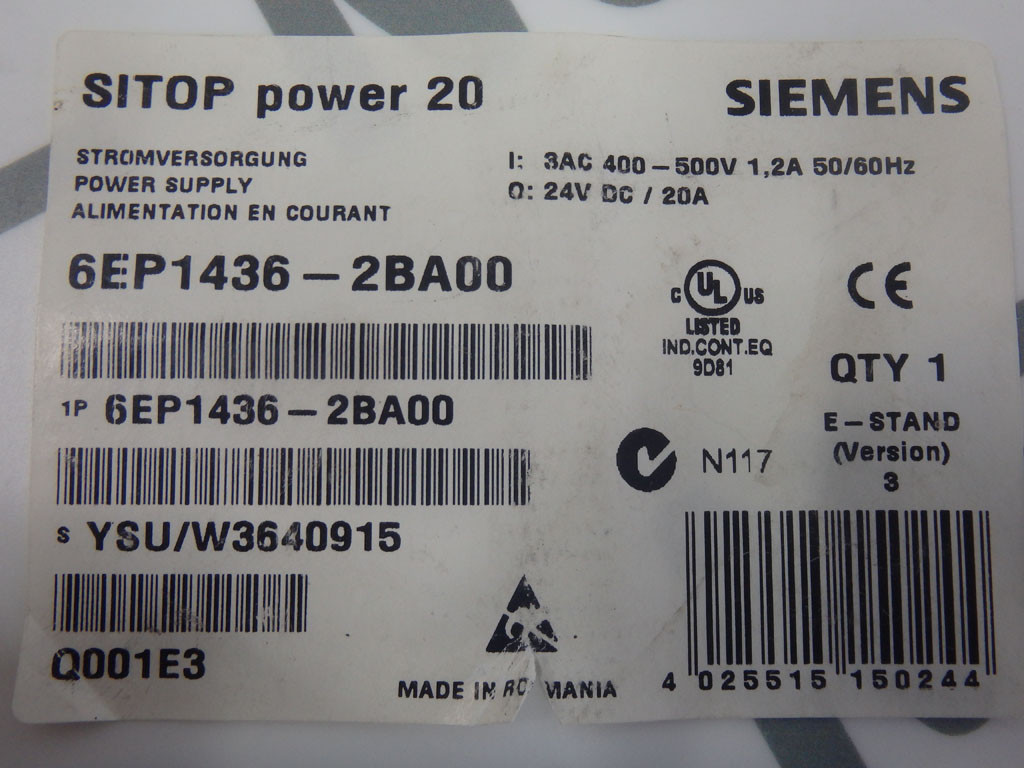 SITOP power 20
SIEMENS
STROMVERSORGUNG
POWER SUPPLY
ALIMENTATION EN COURANT
I: 3AC 400-500V 1,2A 50/60Hz
O: 24V DC / 20A
6EP1436-2BA00
C UL US
LISTED
IND.CONT.EQ
9D81
CE
QTY 1
1P 6EP1436-2BA00
E-STAND
(Version)
3
N117
S YSU/W3640915
Q001E3
MADE IN ROMANIA
4 025515 150244